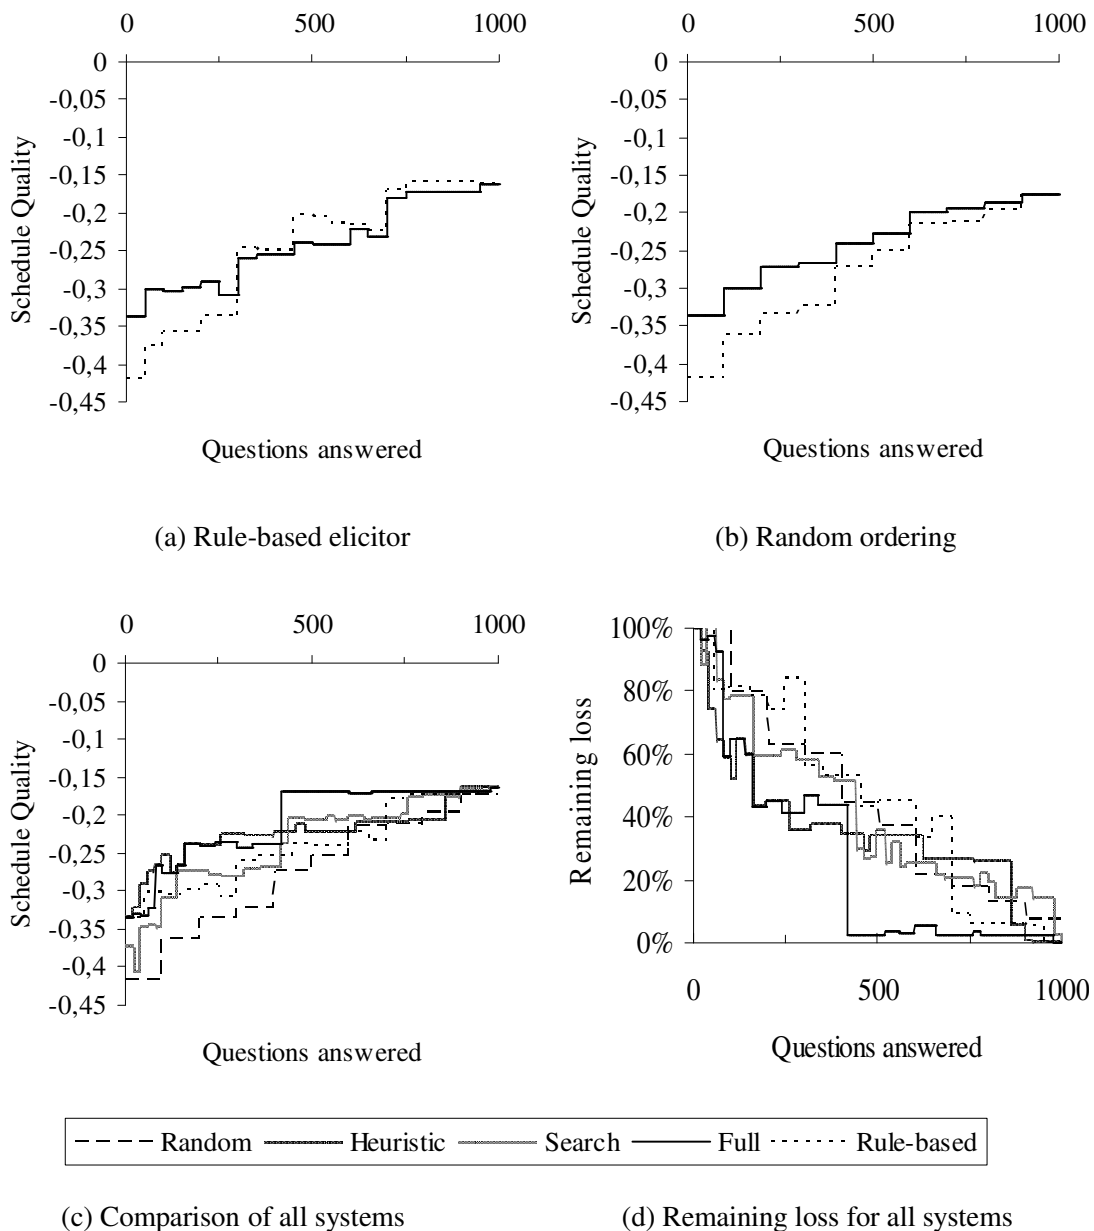 0 500 1000
0
-0,05
-0,1
-0,15
-0,2
-0,25
-0,3
-0,35
-0,4
-0,45
Schedule Quality
Questions answered
(a) Rule-based elicitor
0 500 1000
0
-0,05
-0,1
-0,15
-0,2
-0,25
-0,3
-0,35
-0,4
-0,45
Schedule Quality
Questions answered
(b) Random ordering
0 500 1000
0
-0,05
-0,1
-0,15
-0,2
-0,25
-0,3
-0,35
-0,4
-0,45
Schedule Quality
Questions answered
100%
80%
60%
40%
20%
0%
Remaining loss
0 500 1000
Questions answered
Random Heuristic Search Full Rule-based
(c) Comparison of all systems
(d) Remaining loss for all systems